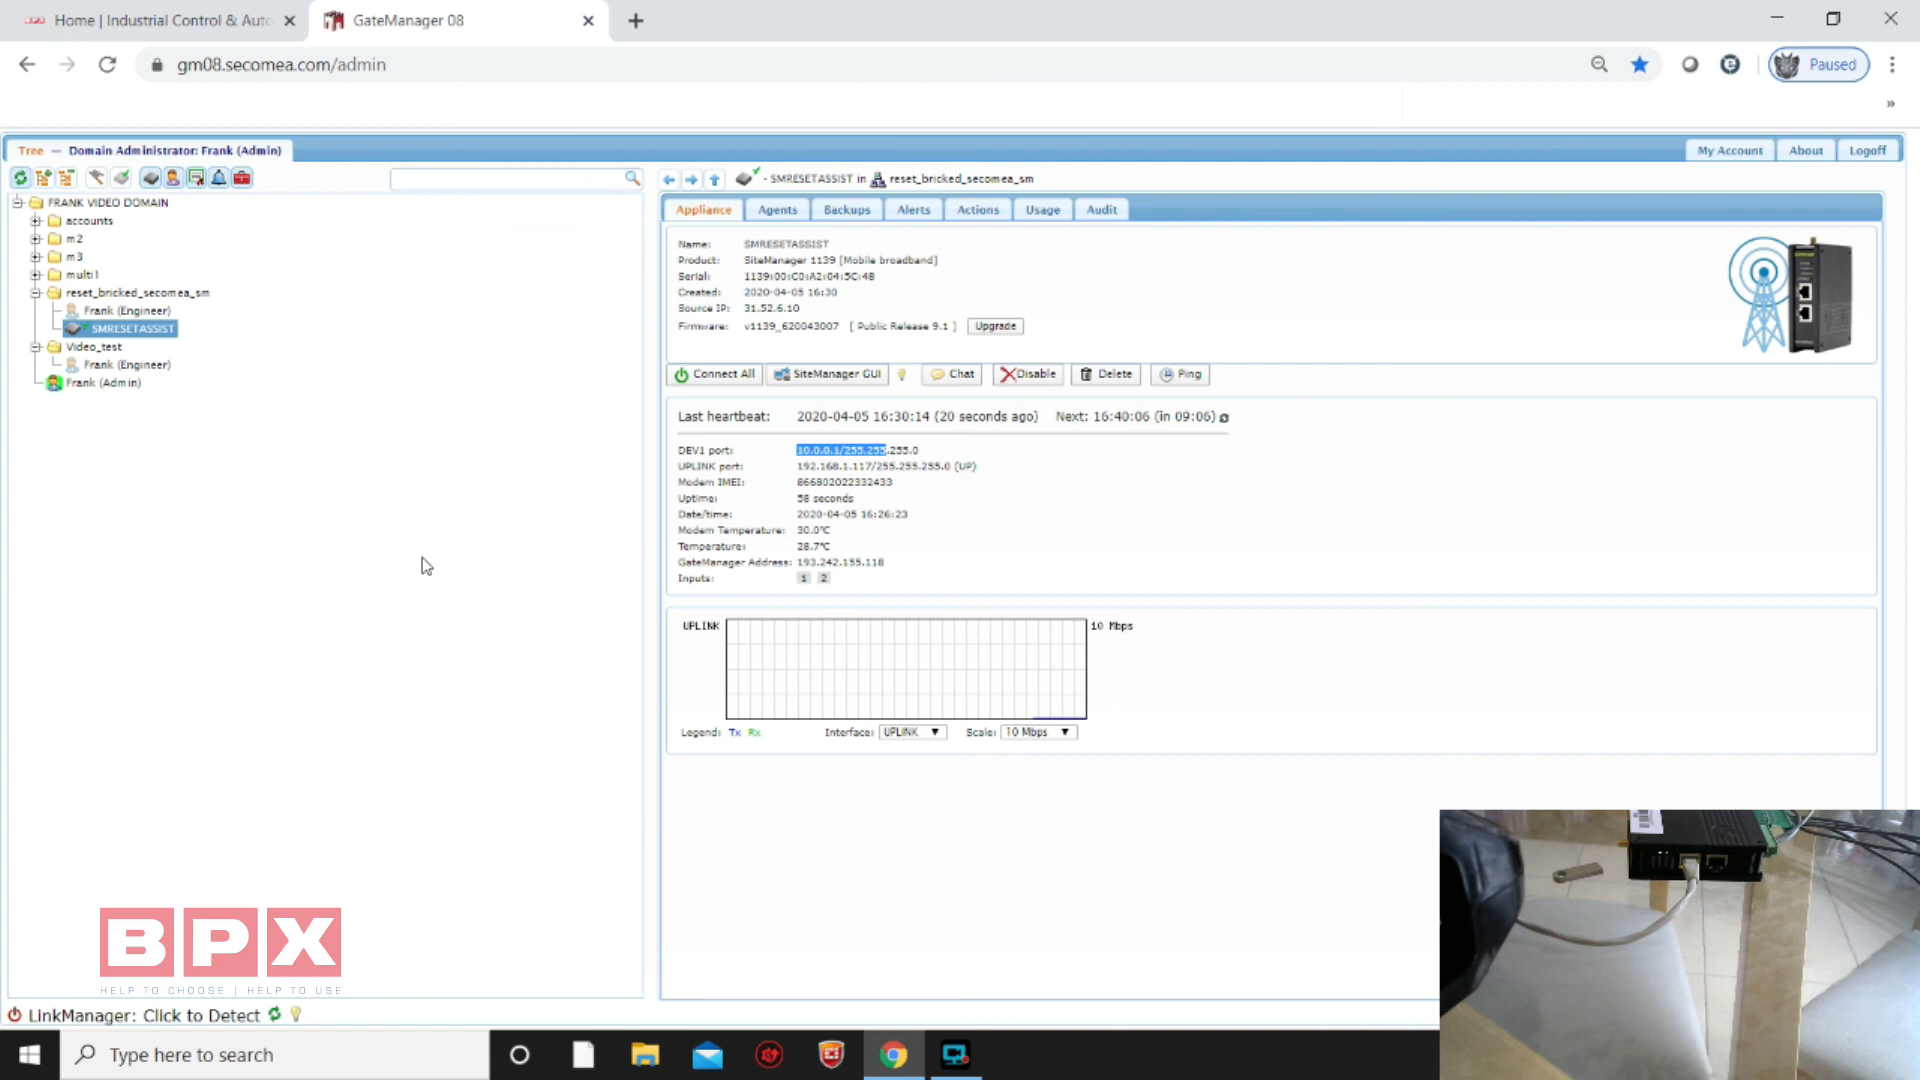 Home | Industrial Control & Auto
GateManager 08
gm08.secomea.com/admin
Paused
Tree — Domain Administrator: Frank (Admin)
My Account
About
Logoff
FRANK VIDEO DOMAIN
accounts
m2
m3
multi1
reset_bricked_secomea_sm
Frank (Engineer)
SMRESETASSIST
Video_test
Frank (Engineer)
Frank (Admin)
- SMRESETASSIST in reset_bricked_secomea_sm
Appliance
Agents
Backups
Alerts
Actions
Usage
Audit
Name: SMRESETASSIST
Product: SiteManager 1139 [Mobile broadband]
Serial: 1139:00:C0:A2:04:5C:48
Created: 2020-04-05 16:30
Source IP: 31.52.6.10
Firmware: v1139_620043007 [ Public Release 9.1 ] Upgrade
Connect All
SiteManager GUI
Chat
Disable
Delete
Ping
Last heartbeat: 2020-04-05 16:30:14 (20 seconds ago) Next: 16:40:06 (in 09:06)
DEV1 port: 10.0.0.1/255.255.255.0
UPLINK port: 192.168.1.117/255.255.255.0 (UP)
Modem IMEI: 866802022332433
Uptime: 58 seconds
Date/time: 2020-04-05 16:26:23
Modem Temperature: 30.0°C
Temperature: 28.7°C
GateManager Address: 193.242.155.118
Inputs: 1 2
UPLINK
10 Mbps
Legend: Tx Rx
Interface: UPLINK
Scale: 10 Mbps
BPX
HELP TO CHOOSE | HELP TO USE
LinkManager: Click to Detect
Type here to search